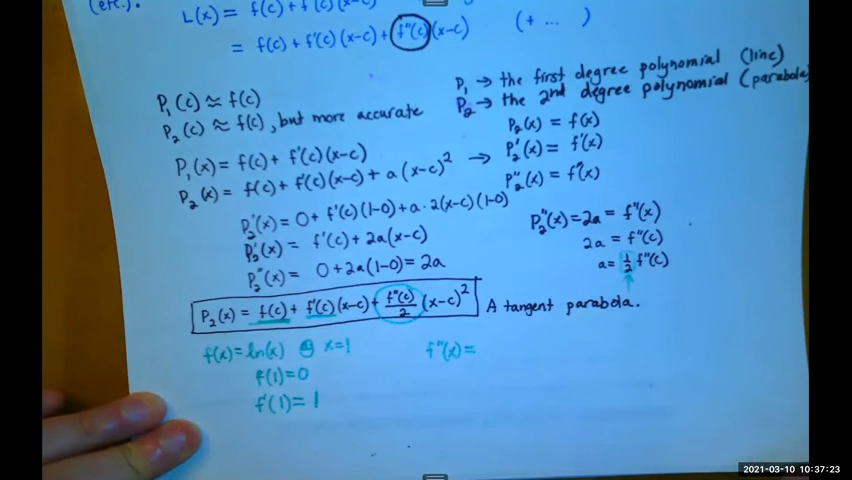 (etc.).
L(x) = f(c) + f'(c)(x-c)
= f(c) + f'(c)(x-c) + f"(c)(x-c) (+ ... )
P₁ → the first degree polynomial (line)
P₂ → the 2nd degree polynomial (parabola)
P₁(c) ≈ f(c)
P₂(c) ≈ f(c), but more accurate
P₂(x) = f(x)
P₂'(x) = f'(x)
P₂"(x) = f"(x)
P₁(x) = f(c) + f'(c)(x-c)
P₂(x) = f(c) + f'(c)(x-c) + a(x-c)² →
P₂'(x) = 0 + f'(c)(1-0) + a · 2(x-c)(1-0)
P₂'(x) = f'(c) + 2a(x-c)
P₂"(x) = 0 + 2a(1-0) = 2a
P₂"(x) = 2a = f"(x)
2a = f"(c)
a = 1/2 f"(c)
P₂(x) = f(c) + f'(c)(x-c) + f"(c)/2 (x-c)² A tangent parabola.
f(x) = ln(x) @ x=1 f"(x) =
f(1) = 0
f'(1) = 1
2021-03-10 10:37:23